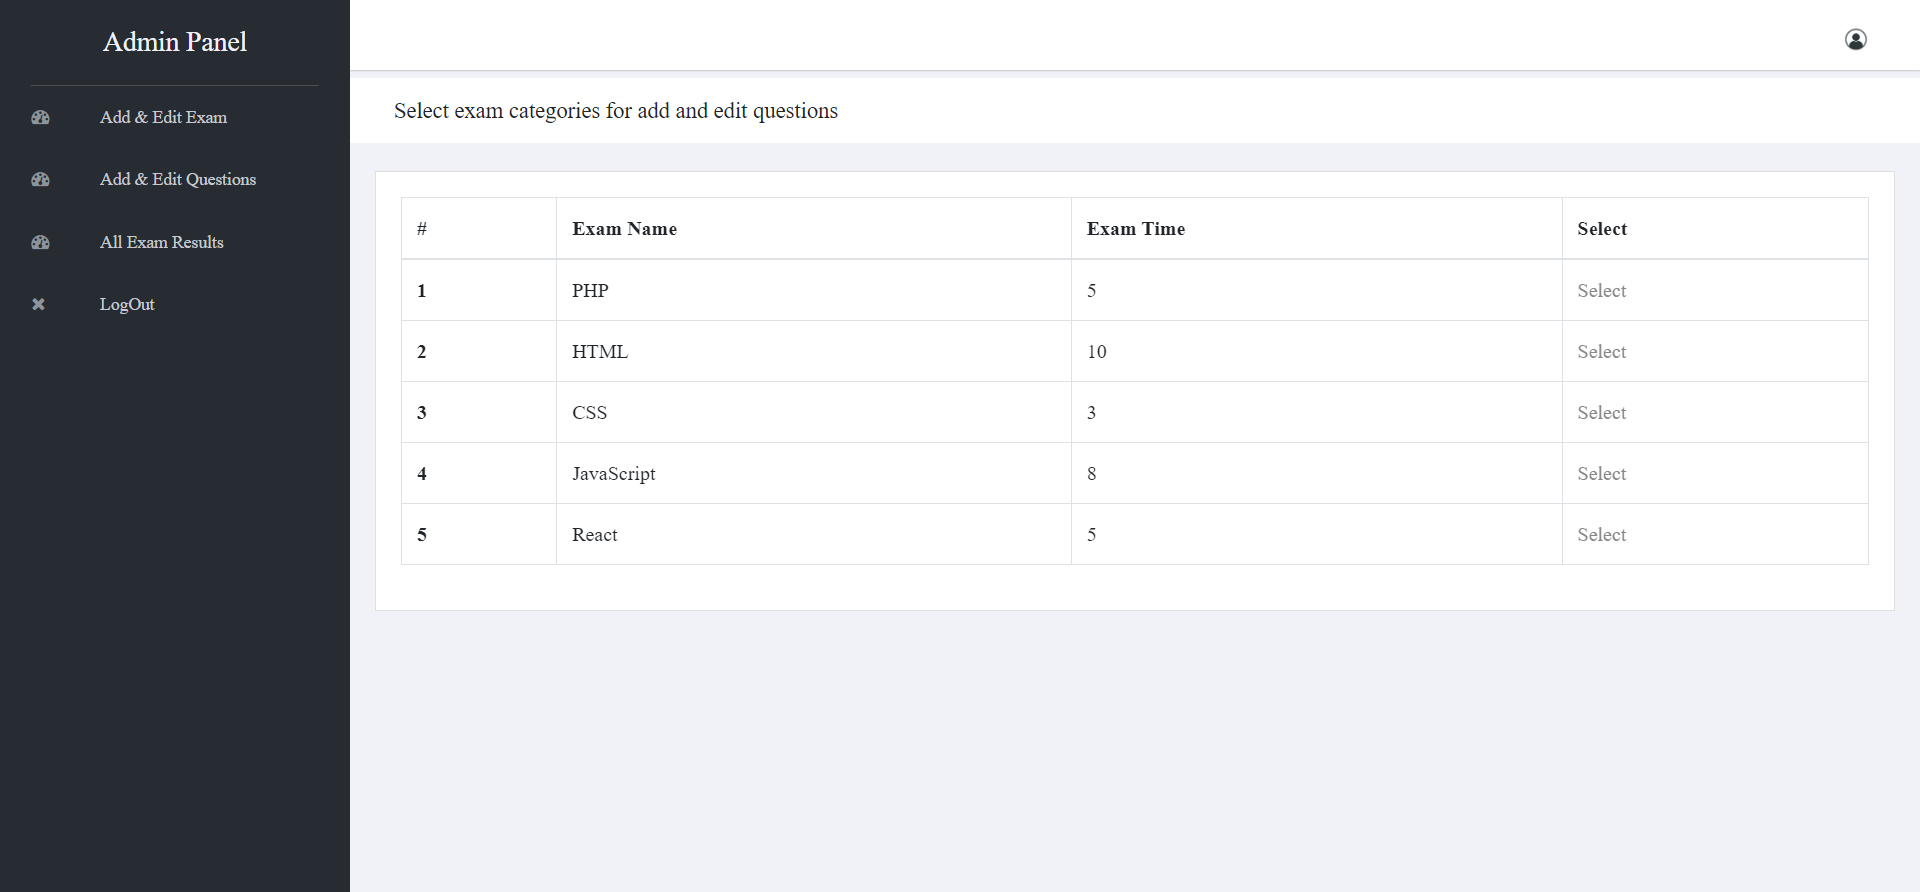 Admin Panel
Add & Edit Exam
Add & Edit Questions
All Exam Results
LogOut
Select exam categories for add and edit questions
# Exam Name Exam Time Select
1 PHP 5 Select
2 HTML 10 Select
3 CSS 3 Select
4 JavaScript 8 Select
5 React 5 Select